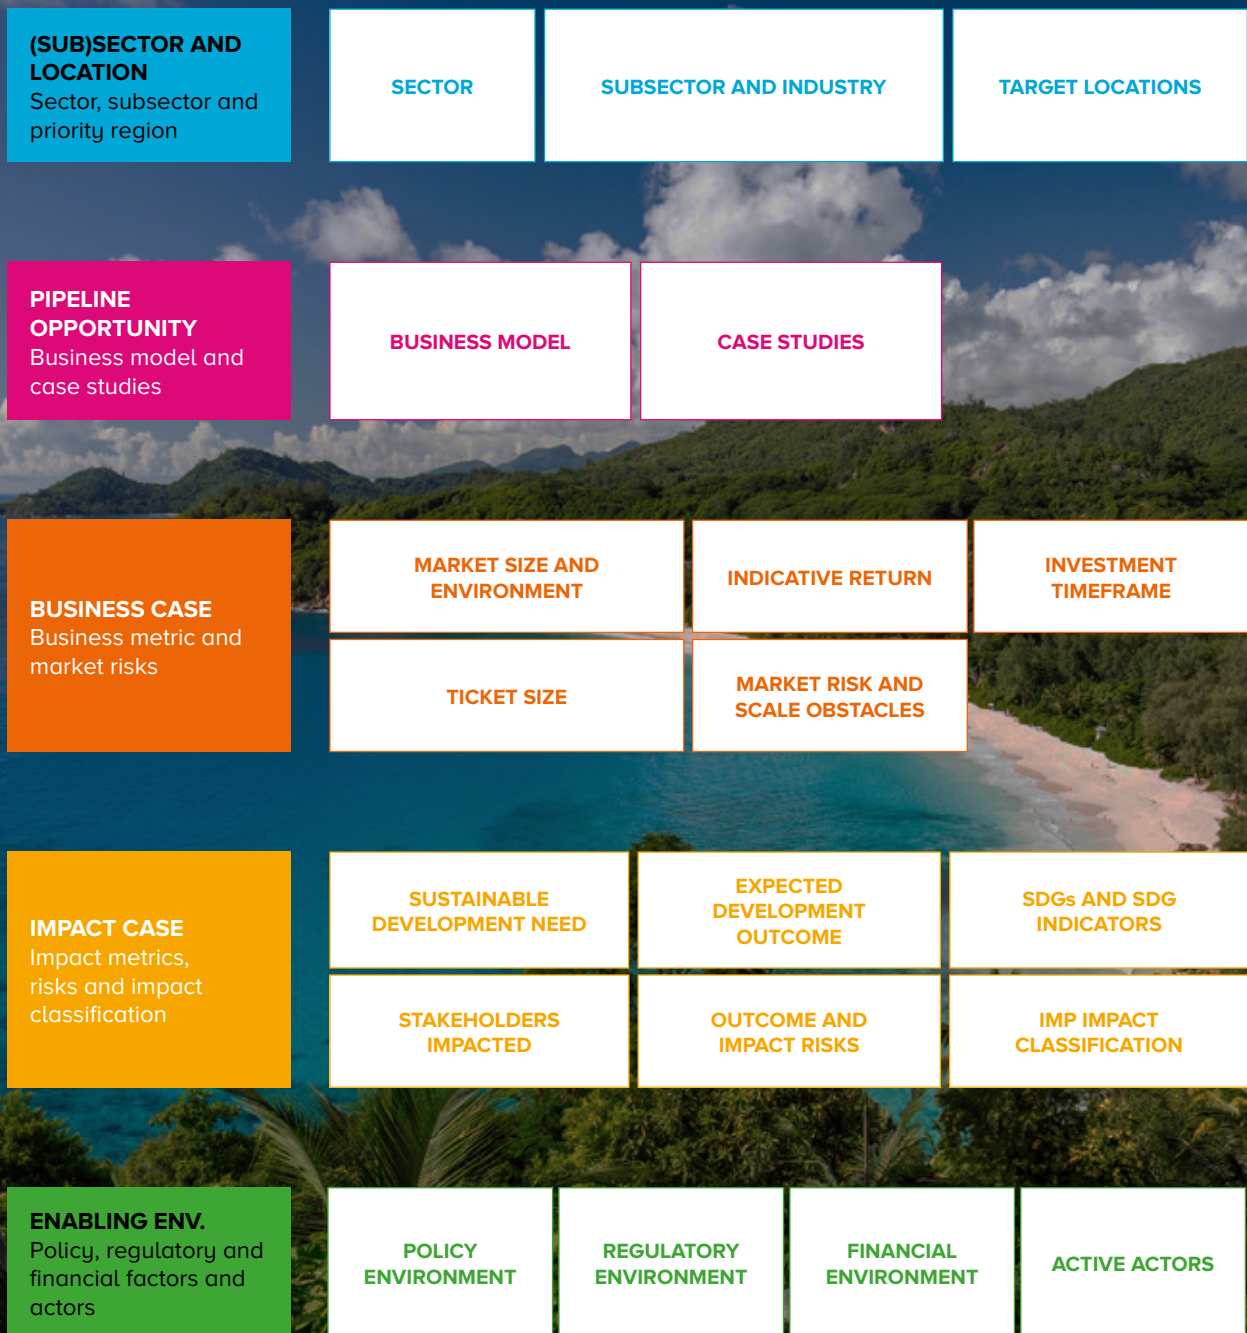 (SUB)SECTOR AND
LOCATION
Sector, subsector and
priority region
SECTOR
SUBSECTOR AND INDUSTRY
TARGET LOCATIONS
PIPELINE
OPPORTUNITY
Business model and
case studies
BUSINESS MODEL
CASE STUDIES
BUSINESS CASE
Business metric and
market risks
MARKET SIZE AND
ENVIRONMENT
INDICATIVE RETURN
INVESTMENT
TIMEFRAME
TICKET SIZE
MARKET RISK AND
SCALE OBSTACLES
IMPACT CASE
Impact metrics,
risks and impact
classification
SUSTAINABLE
DEVELOPMENT NEED
EXPECTED
DEVELOPMENT
OUTCOME
SDGs AND SDG
INDICATORS
STAKEHOLDERS
IMPACTED
OUTCOME AND
IMPACT RISKS
IMP IMPACT
CLASSIFICATION
ENABLING ENV.
Policy, regulatory and
financial factors and
actors
POLICY
ENVIRONMENT
REGULATORY
ENVIRONMENT
FINANCIAL
ENVIRONMENT
ACTIVE ACTORS